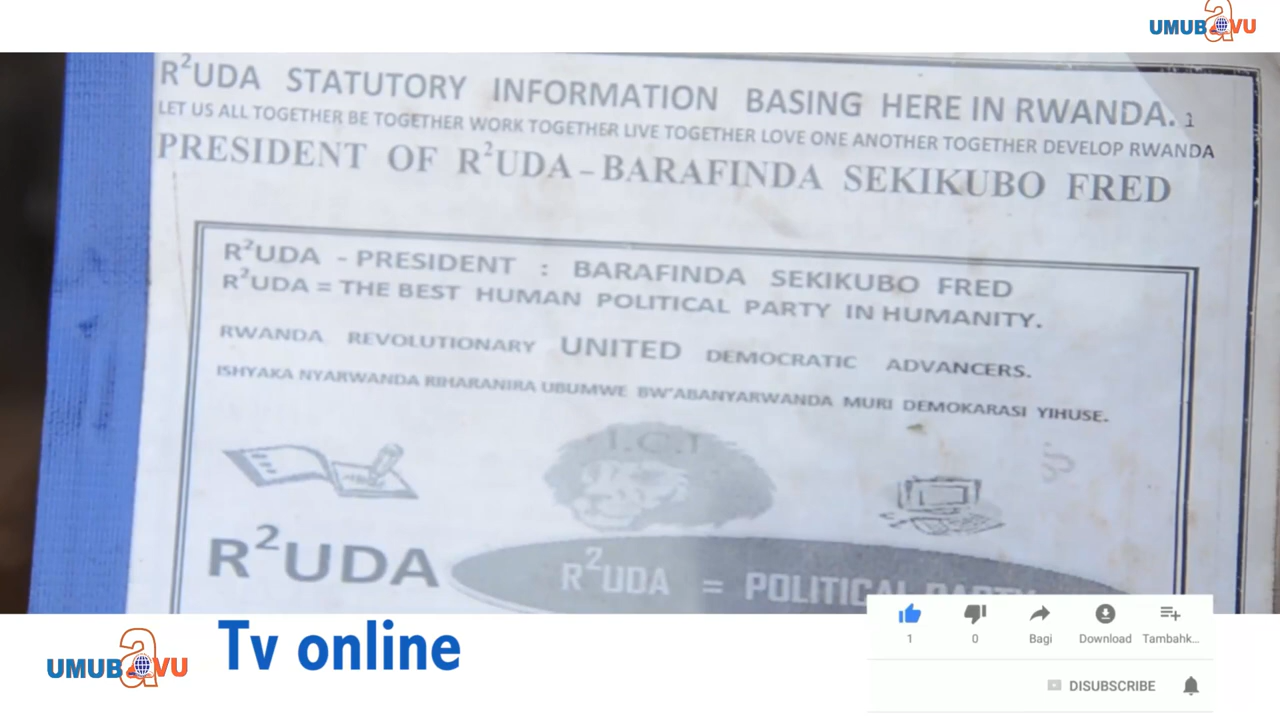 UMUBaVU
R²UDA STATUTORY INFORMATION BASING HERE IN RWANDA. 1
LET US ALL TOGETHER BE TOGETHER WORK TOGETHER LIVE TOGETHER LOVE ONE ANOTHER TOGETHER DEVELOP RWANDA
PRESIDENT OF R²UDA – BARAFINDA SEKIKUBO FRED
R²UDA - PRESIDENT : BARAFINDA SEKIKUBO FRED
R²UDA = THE BEST HUMAN POLITICAL PARTY IN HUMANITY.
RWANDA REVOLUTIONARY UNITED DEMOCRATIC ADVANCERS.
ISHYAKA NYARWANDA RIHARANIRA UBUMWE BW'ABANYARWANDA MURI DEMOKARASI YIHUSE.
I.C.T
R²UDA
R²UDA = POLITICAL PARTY
UMUBaVU Tv online
1 0 Bagi Download Tambahk...
DISUBSCRIBE